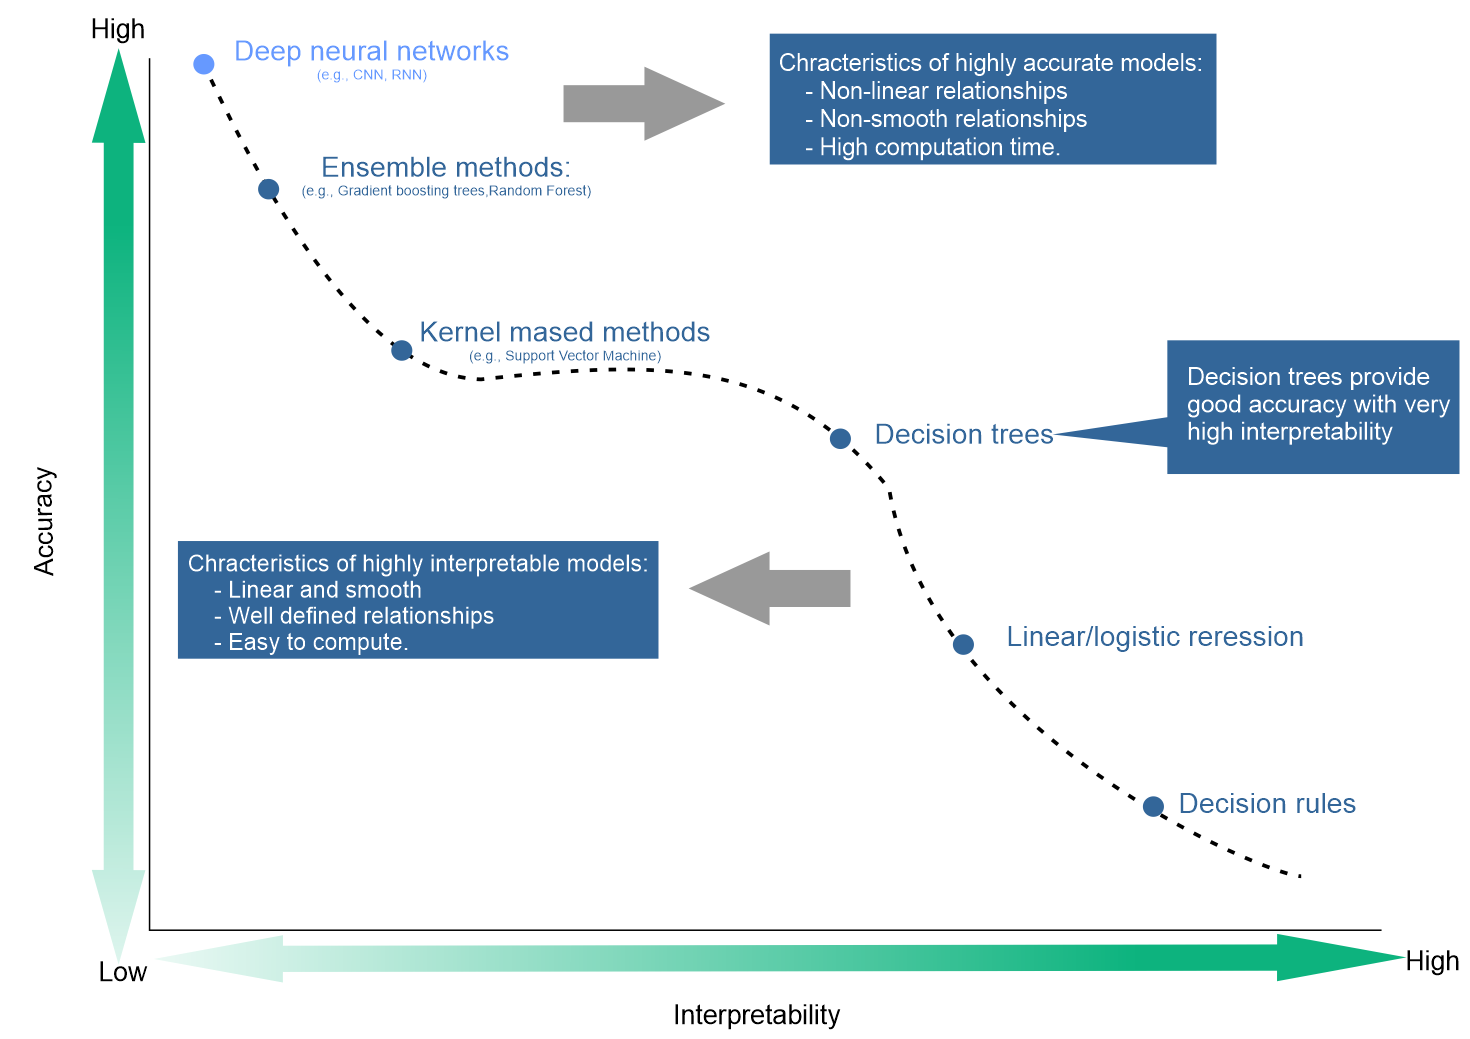 High
Deep neural networks
(e.g., CNN, RNN)
Chracteristics of highly accurate models:
- Non-linear relationships
- Non-smooth relationships
- High computation time.
Ensemble methods:
(e.g., Gradient boosting trees,Random Forest)
Kernel mased methods
(e.g., Support Vector Machine)
Decision trees
Decision trees provide
good accuracy with very
high interpretability
Accuracy
Chracteristics of highly interpretable models:
- Linear and smooth
- Well defined relationships
- Easy to compute.
Linear/logistic reression
Decision rules
Low
High
Interpretability